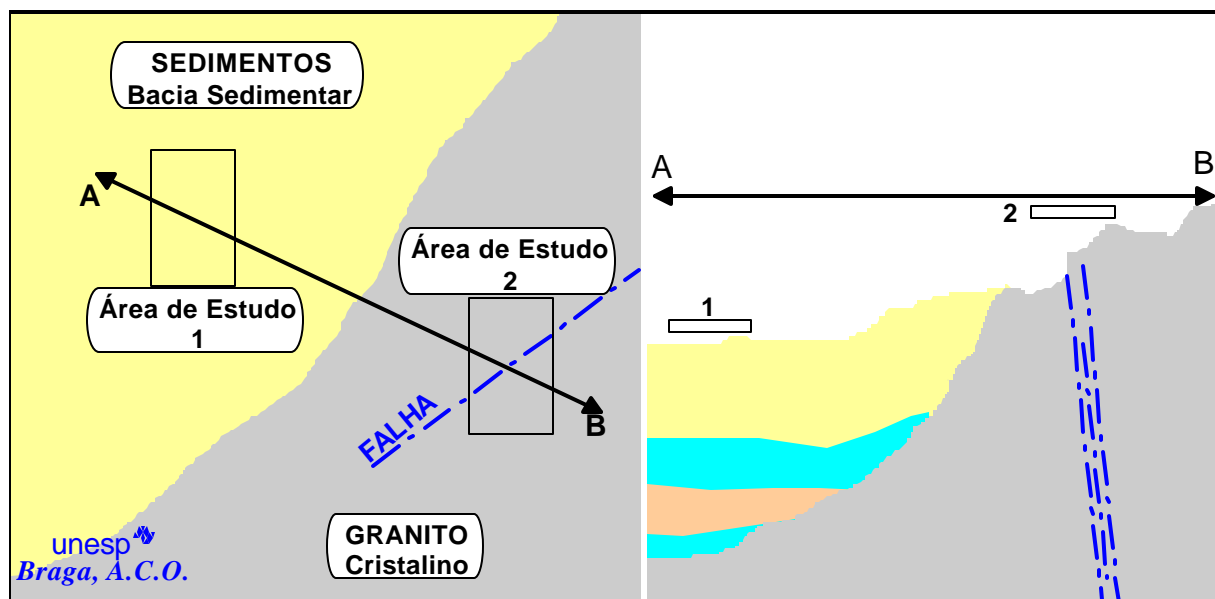 SEDIMENTOS
Bacia Sedimentar
A
Área de Estudo
1
Área de Estudo
2
B
FALHA
GRANITO
Cristalino
unesp
Braga, A.C.O.
A
B
2
1